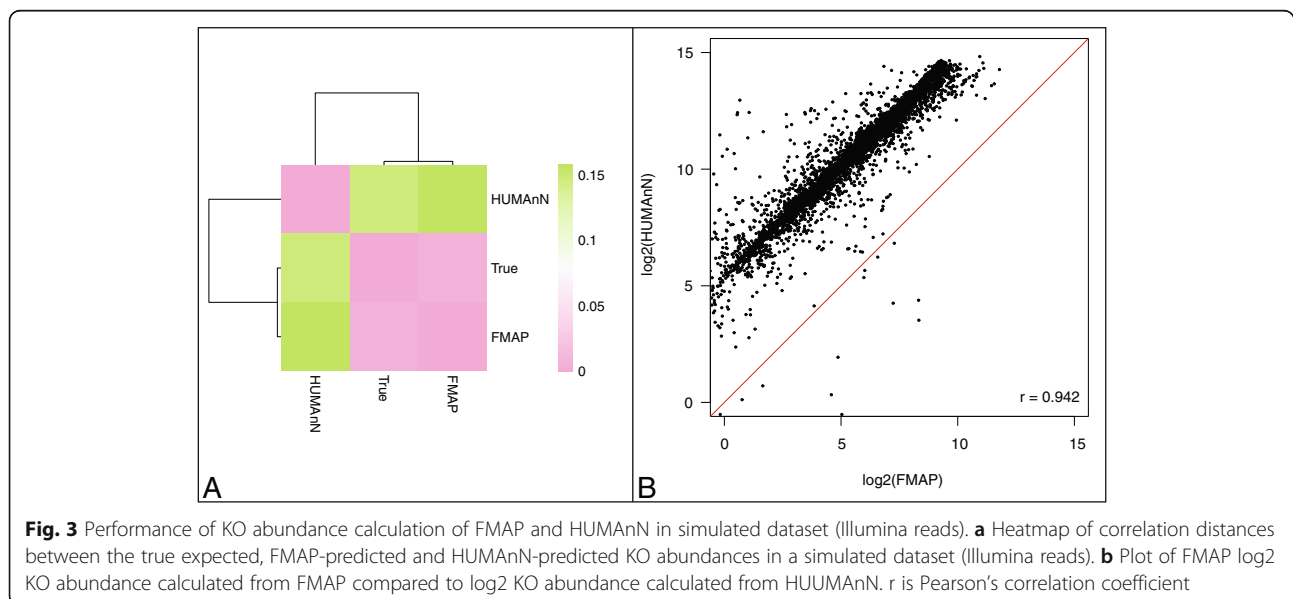 HUMAnN
True
FMAP
0.15
0.1
0.05
0
HUMAnN
True
FMAP
A
15
10
5
0
log2(HUMAnN)
r = 0.942
0
5
10
15
log2(FMAP)
B
Fig. 3 Performance of KO abundance calculation of FMAP and HUMAnN in simulated dataset (Illumina reads). a Heatmap of correlation distances
between the true expected, FMAP-predicted and HUMAnN-predicted KO abundances in a simulated dataset (Illumina reads). b Plot of FMAP log2
KO abundance calculated from FMAP compared to log2 KO abundance calculated from HUUMAnN. r is Pearson's correlation coefficient